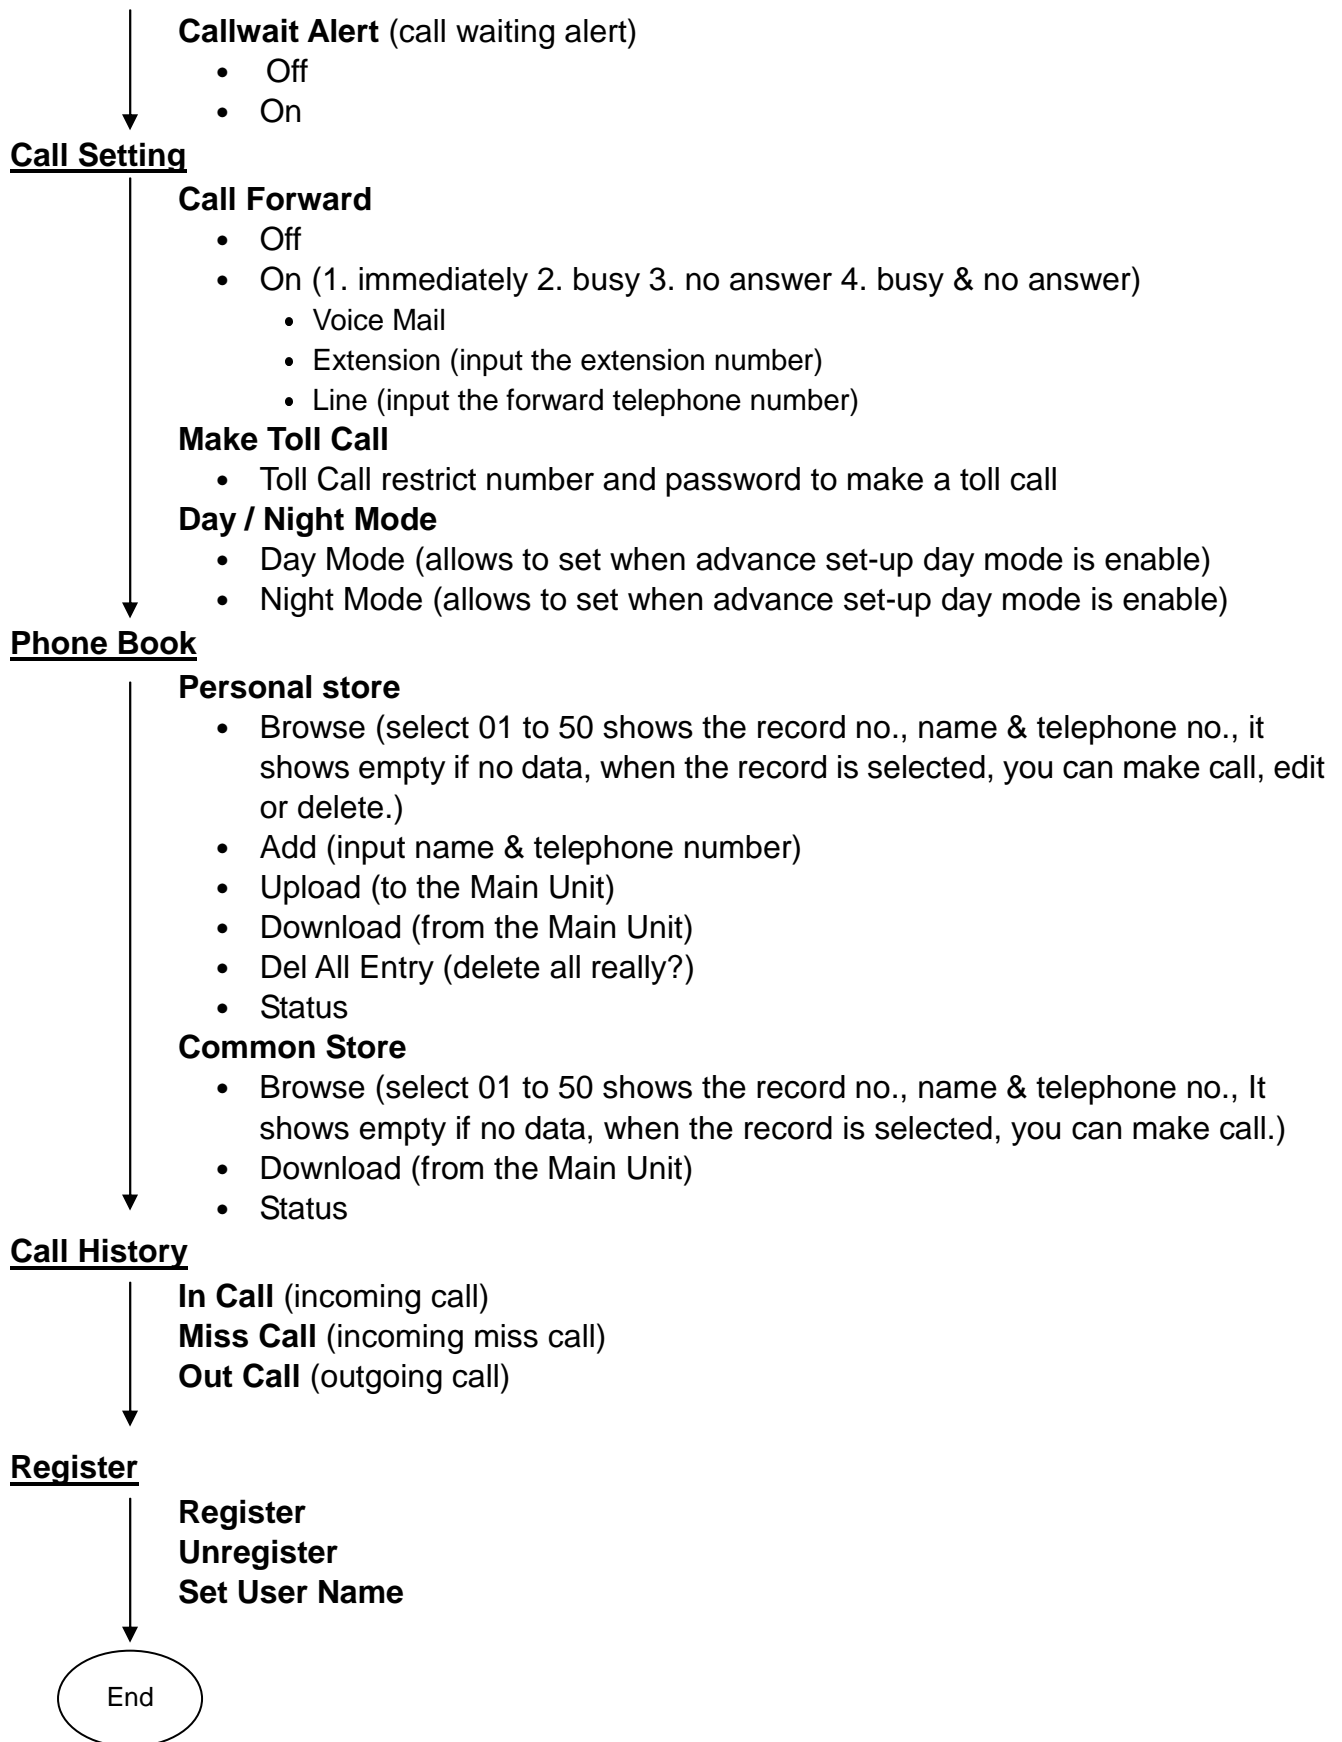 Callwait Alert (call waiting alert)
• Off
• On
Call Setting
Call Forward
• Off
• On (1. immediately 2. busy 3. no answer 4. busy & no answer)
• Voice Mail
• Extension (input the extension number)
• Line (input the forward telephone number)
Make Toll Call
• Toll Call restrict number and password to make a toll call
Day / Night Mode
• Day Mode (allows to set when advance set-up day mode is enable)
• Night Mode (allows to set when advance set-up day mode is enable)
Phone Book
Personal store
• Browse (select 01 to 50 shows the record no., name & telephone no., it
shows empty if no data, when the record is selected, you can make call, edit
or delete.)
• Add (input name & telephone number)
• Upload (to the Main Unit)
• Download (from the Main Unit)
• Del All Entry (delete all really?)
• Status
Common Store
• Browse (select 01 to 50 shows the record no., name & telephone no., It
shows empty if no data, when the record is selected, you can make call.)
• Download (from the Main Unit)
• Status
Call History
In Call (incoming call)
Miss Call (incoming miss call)
Out Call (outgoing call)
Register
Register
Unregister
Set User Name
End